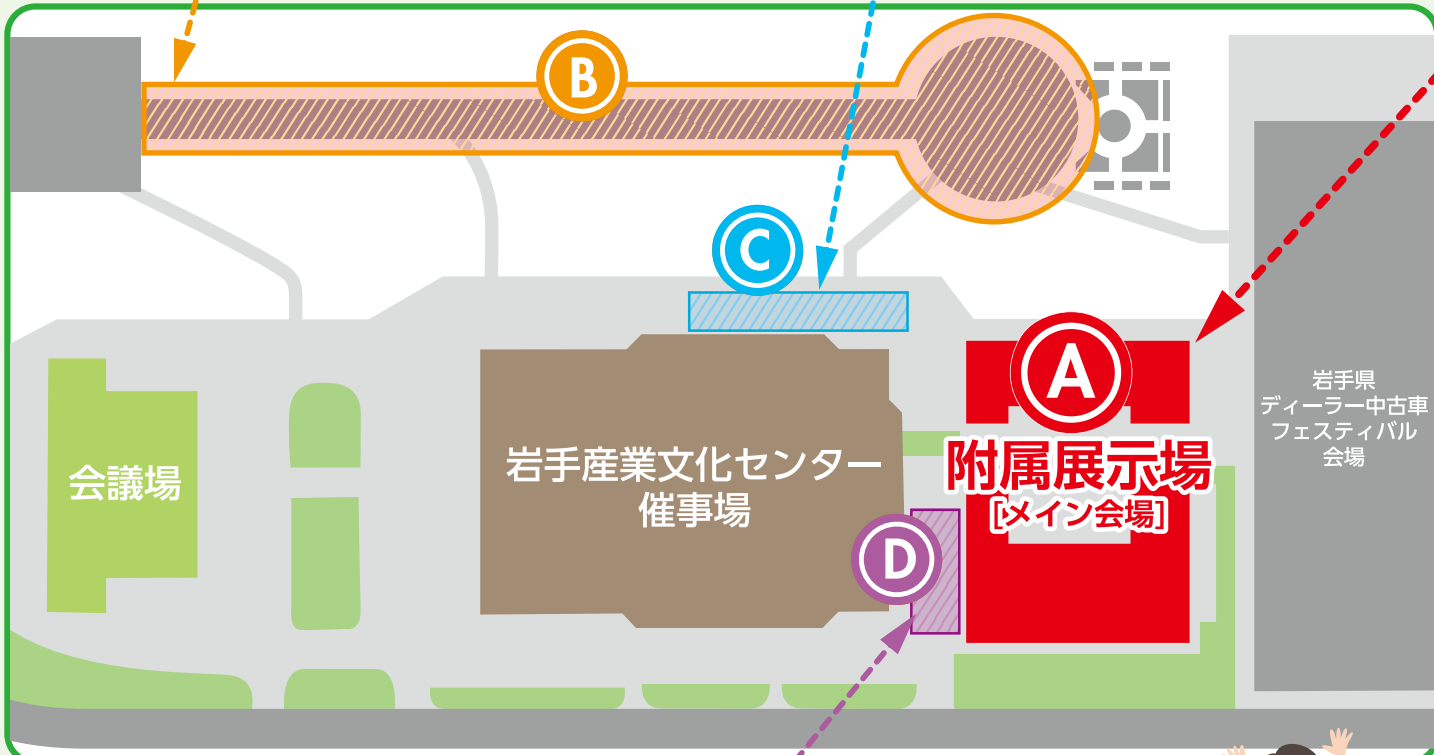 B
C
A
岩手県
ディーラー中古車
フェスティバル
会場
会議場
岩手産業文化センター
催事場
附属展示場
[メイン会場]
D